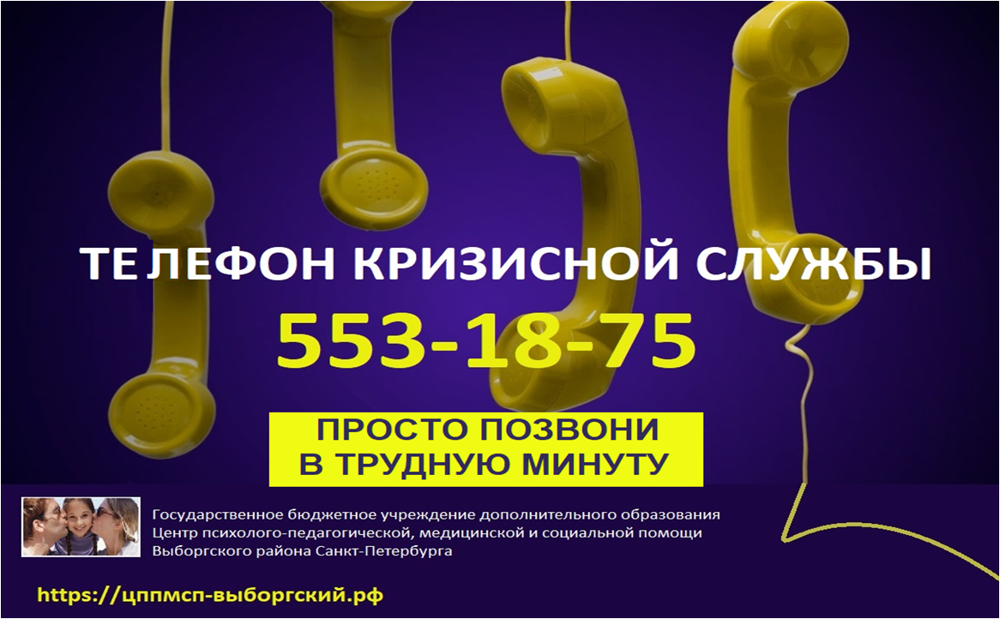 ТЕЛЕФОН КРИЗИСНОЙ СЛУЖБЫ
553-18-75
ПРОСТО ПОЗВОНИ
В ТРУДНУЮ МИНУТУ
Государственное бюджетное учреждение дополнительного образования
Центр психолого-педагогической, медицинской и социальной помощи
Выборгского района Санкт-Петербурга
https://цппмсп-выборгский.рф